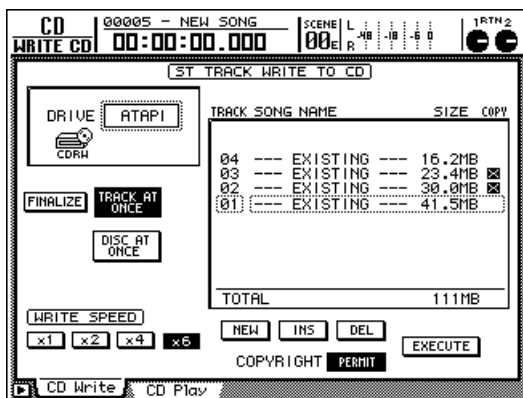 CD
WRITE CD
00005 - NEW SONG
00:00:00.000
SCENE
00E
L
R
-48 -18 -6 0
1RTN2
ST TRACK WRITE TO CD
DRIVE ATAPI
CDRW
FINALIZE
TRACK AT ONCE
DISC AT ONCE
WRITE SPEED
x1 x2 x4 x6
TRACK SONG NAME SIZE COPY
04 --- EXISTING --- 16.2MB
03 --- EXISTING --- 23.4MB
02 --- EXISTING --- 30.0MB
01 --- EXISTING --- 41.5MB
TOTAL 111MB
NEW INS DEL
COPYRIGHT PERMIT
EXECUTE
CD Write CD Play